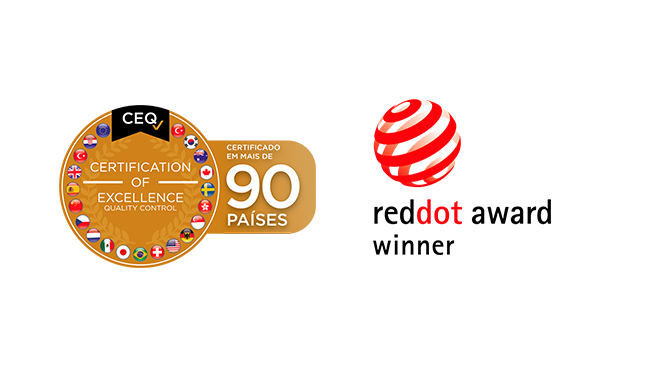 CEQ
CERTIFICATION
OF
EXCELLENCE
QUALITY CONTROL
CERTIFICADO
EM MAIS DE
90
PAÍSES
reddot award
winner